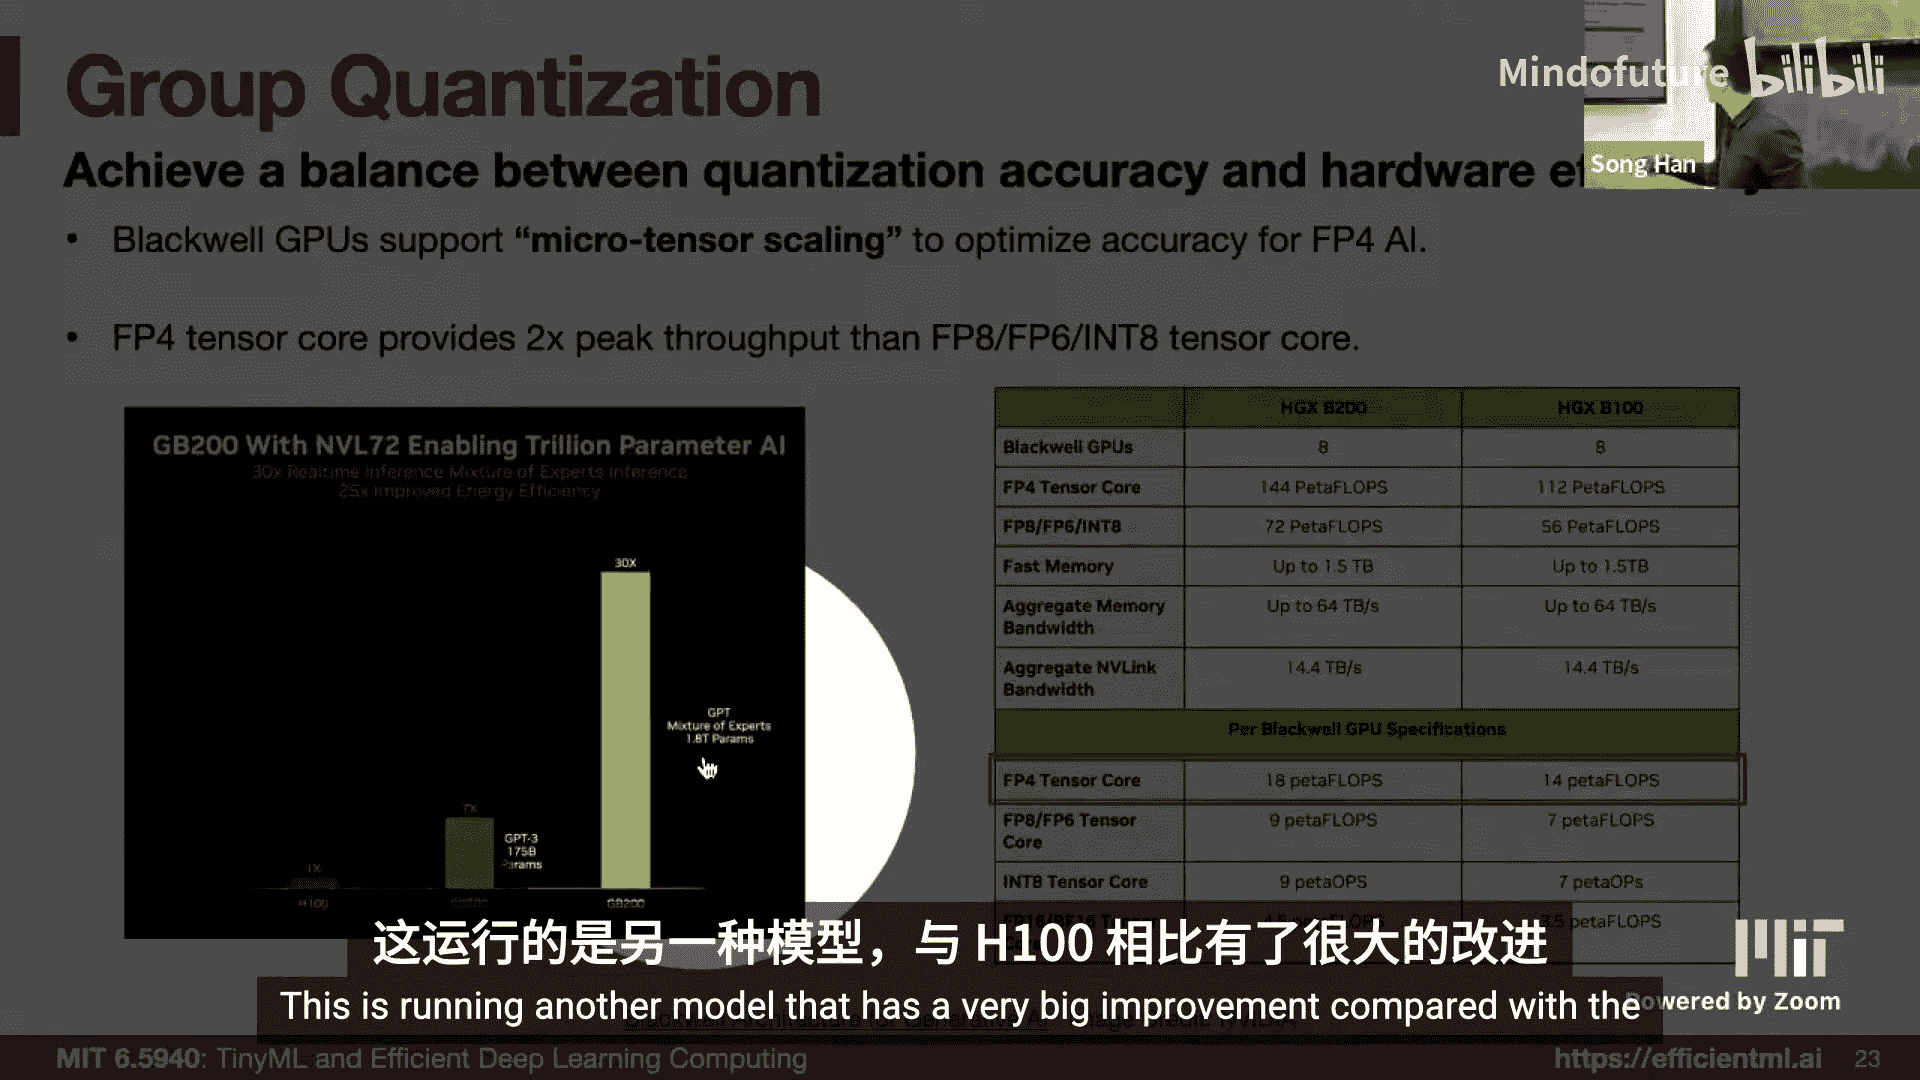 Group Quantization
Mindofuture bilibili
Song Han
Achieve a balance between quantization accuracy and hardware
• Blackwell GPUs support “micro-tensor scaling” to optimize accuracy for FP4 AI.
• FP4 tensor core provides 2x peak throughput than FP8/FP6/INT8 tensor core.
GB200 With NVL72 Enabling Trillion Parameter AI
30x Realtime Inference Mixture of Experts Inference
25x Improved Energy Efficiency
30X
GPT
Mixture of Experts
1.8T Params
7X
GPT-3
175B
1X
H100
GB200
HGX B200 HGX B100
Blackwell GPUs 8 8
FP4 Tensor Core 144 PetaFLOPS 112 PetaFLOPS
FP8/FP6/INT8 72 PetaFLOPS 56 PetaFLOPS
Fast Memory Up to 1.5 TB Up to 1.5TB
Aggregate Memory
Bandwidth Up to 64 TB/s Up to 64 TB/s
Aggregate NVLink
Bandwidth 14.4 TB/s 14.4 TB/s
Per Blackwell GPU Specifications
FP4 Tensor Core 18 petaFLOPS 14 petaFLOPS
FP8/FP6 Tensor
Core 9 petaFLOPS 7 petaFLOPS
INT8 Tensor Core 9 petaOPS 7 petaOPs
petaFLOPS
这运行的是另一种模型，与 H100 相比有了很大的改进
This is running another model that has a very big improvement compared with the
MIT
Powered by Zoom
MIT 6.5940: TinyML and Efficient Deep Learning Computing
https://efficientml.ai 23